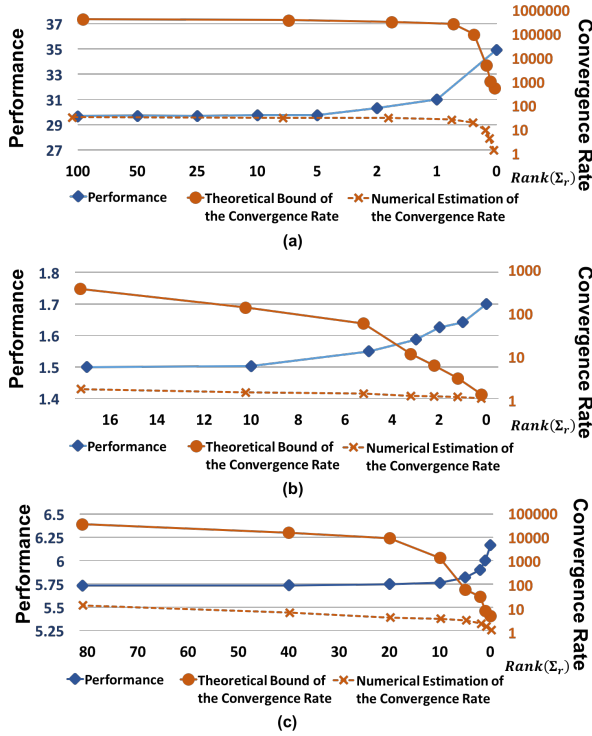 Performance
37
35
33
31
29
27
1000000
100000
10000
1000
100
10
1
Convergence Rate
100 50 25 10 5 2 1 0 Rank(Σr)
Performance
Theoretical Bound of
the Convergence Rate
Numerical Estimation of
the Convergence Rate
(a)
Performance
1.8
1.7
1.6
1.5
1.4
1000
100
10
1
Convergence Rate
16 14 12 10 8 6 4 2 0 Rank(Σr)
Performance
Theoretical Bound of
the Convergence Rate
Numerical Estimation of
the Convergence Rate
(b)
Performance
6.5
6.25
6
5.75
5.5
5.25
100000
10000
1000
100
10
1
Convergence Rate
80 70 60 50 40 30 20 10 0 Rank(Σr)
Performance
Theoretical Bound of
the Convergence Rate
Numerical Estimation of
the Convergence Rate
(c)